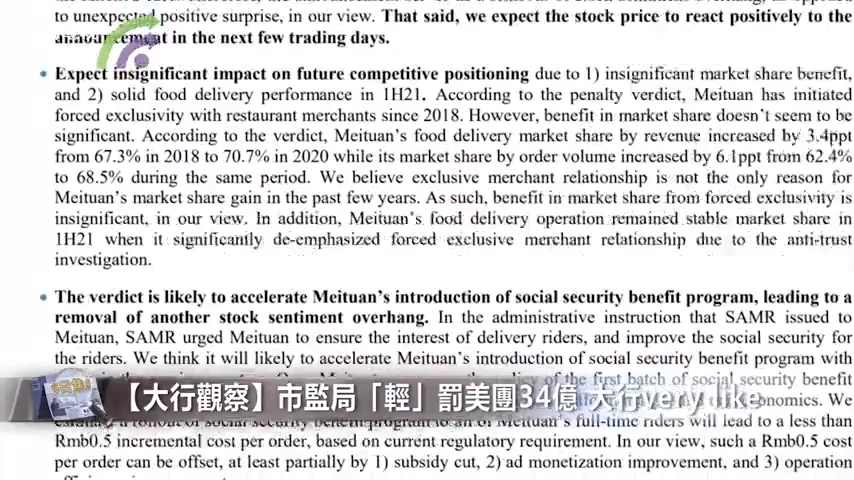 to unexpected positive surprise, in our view. That said, we expect the stock price to react positively to the
announcement in the next few trading days.
• Expect insignificant impact on future competitive positioning due to 1) insignificant market share benefit,
and 2) solid food delivery performance in 1H21. According to the penalty verdict, Meituan has initiated
forced exclusivity with restaurant merchants since 2018. However, benefit in market share doesn't seem to be
significant. According to the verdict, Meituan's food delivery market share by revenue increased by 3.4ppt
from 67.3% in 2018 to 70.7% in 2020 while its market share by order volume increased by 6.1ppt from 62.4%
to 68.5% during the same period. We believe exclusive merchant relationship is not the only reason for
Meituan's market share gain in the past few years. As such, benefit in market share from forced exclusivity is
insignificant, in our view. In addition, Meituan's food delivery operation remained stable market share in
1H21 when it significantly de-emphasized forced exclusive merchant relationship due to the anti-trust
investigation.
• The verdict is likely to accelerate Meituan's introduction of social security benefit program, leading to a
removal of another stock sentiment overhang. In the administrative instruction that SAMR issued to
Meituan, SAMR urged Meituan to ensure the interest of delivery riders, and improve the social security for
the riders. We think it will likely to accelerate Meituan's introduction of social security benefit program with
of the first batch of social security benefit
【大行觀察】市監局「輕」罰美團34億 大行very like
onomics. We
of Meituan's full-time riders will lead to a less than
Rmb0.5 incremental cost per order, based on current regulatory requirement. In our view, such a Rmb0.5 cost
per order can be offset, at least partially by 1) subsidy cut, 2) ad monetization improvement, and 3) operation